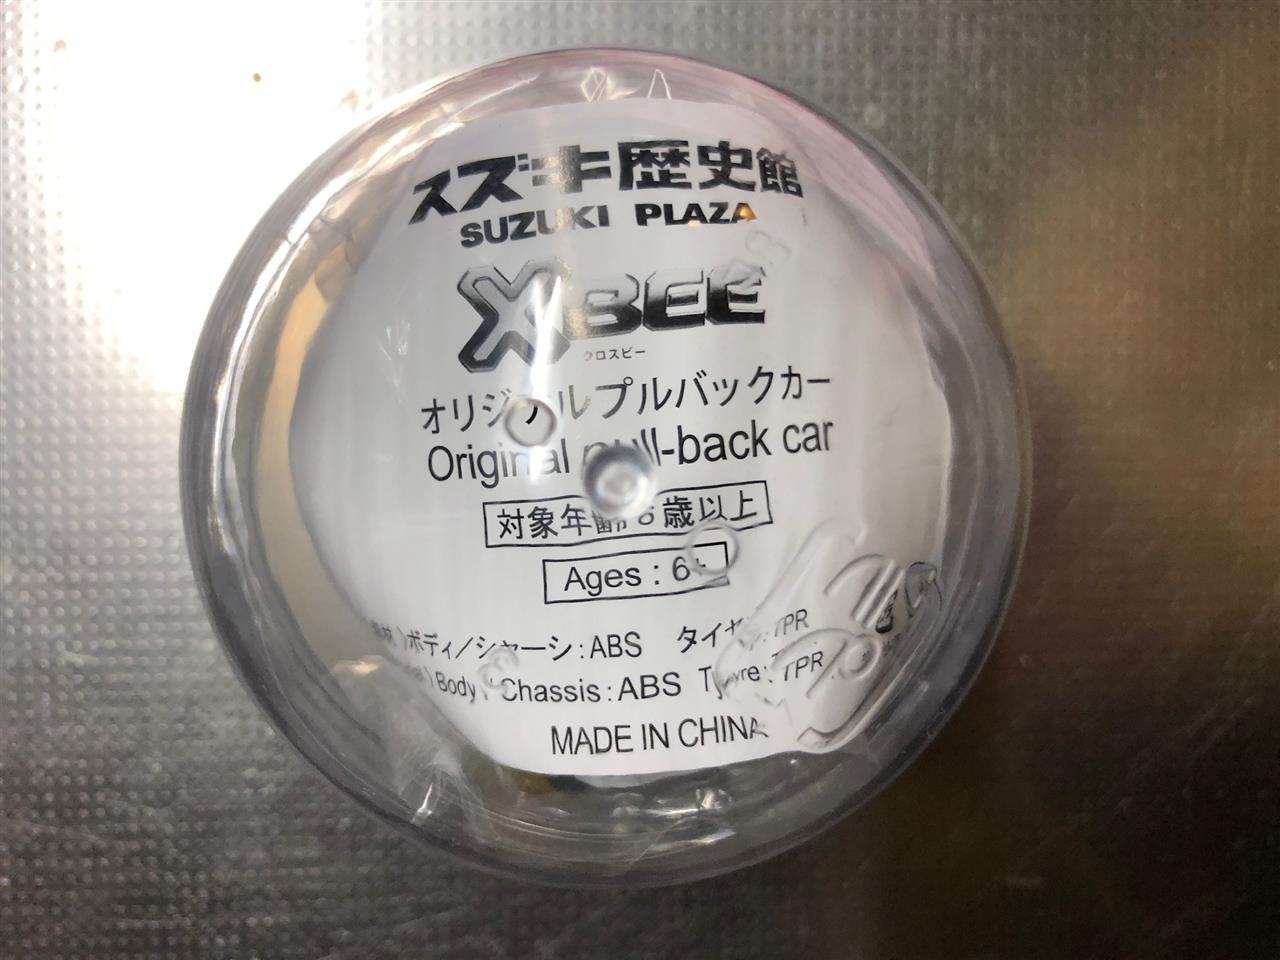 スズキ歴史館
SUZUKI PLAZA
XBEE
クロスビー
オリジナルプルバックカー
Original pull-back car
対象年齢6歳以上
Ages : 6+
ボディ/シャーシ:ABS タイヤ:TPR
Body / Chassis : ABS Tyre : TPR
MADE IN CHINA